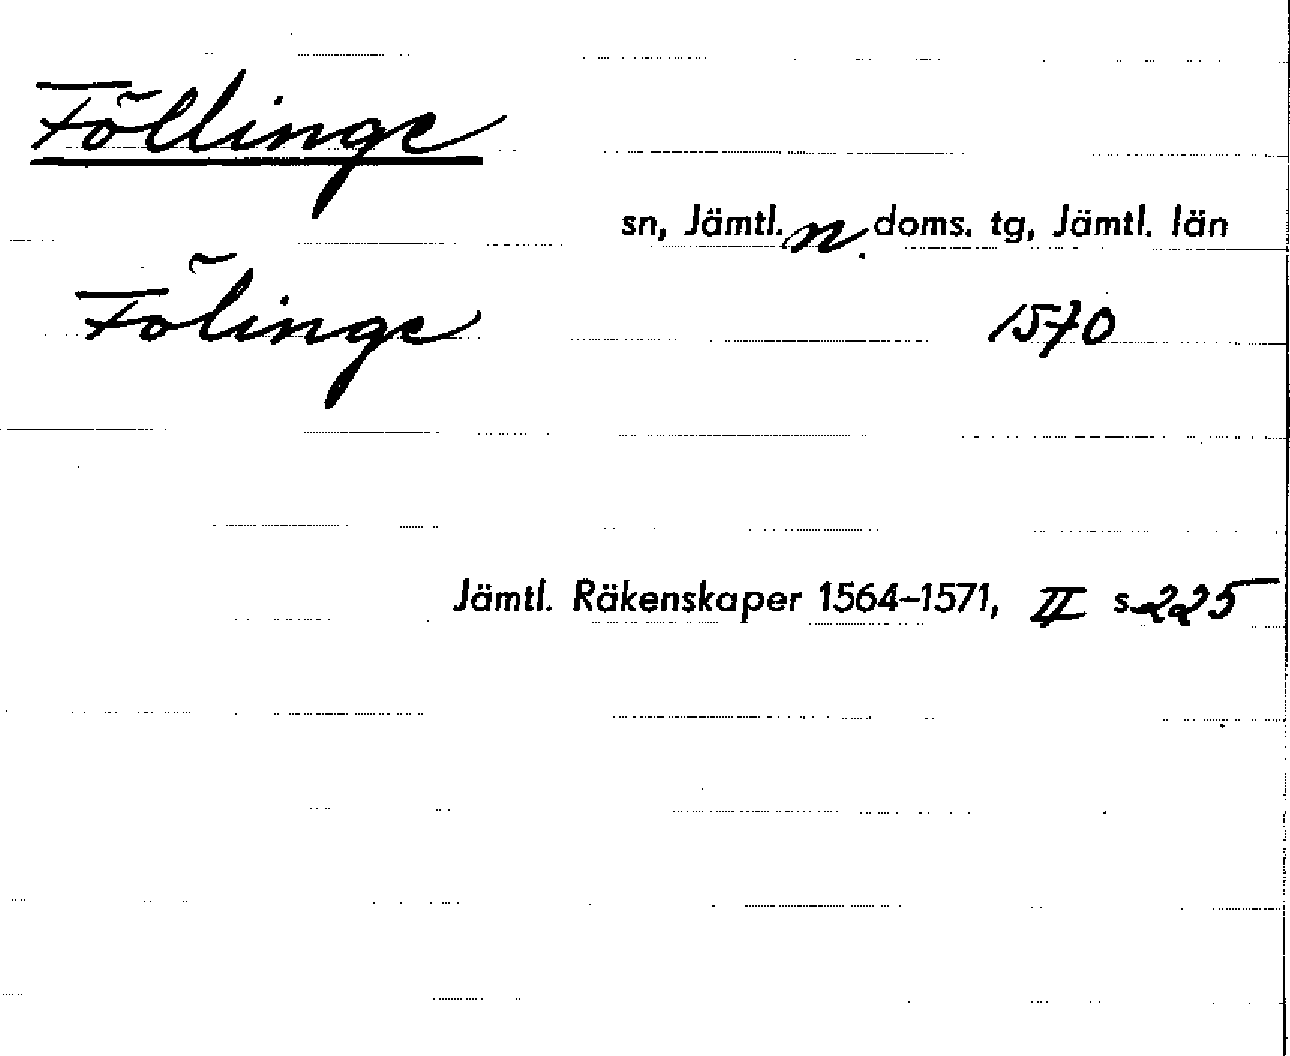 Föllinge
sn, Jämtl. n. doms. tg, Jämtl. län
Fölinge 1570
Jämtl. Räkenskaper 1564–1571, II s. 225